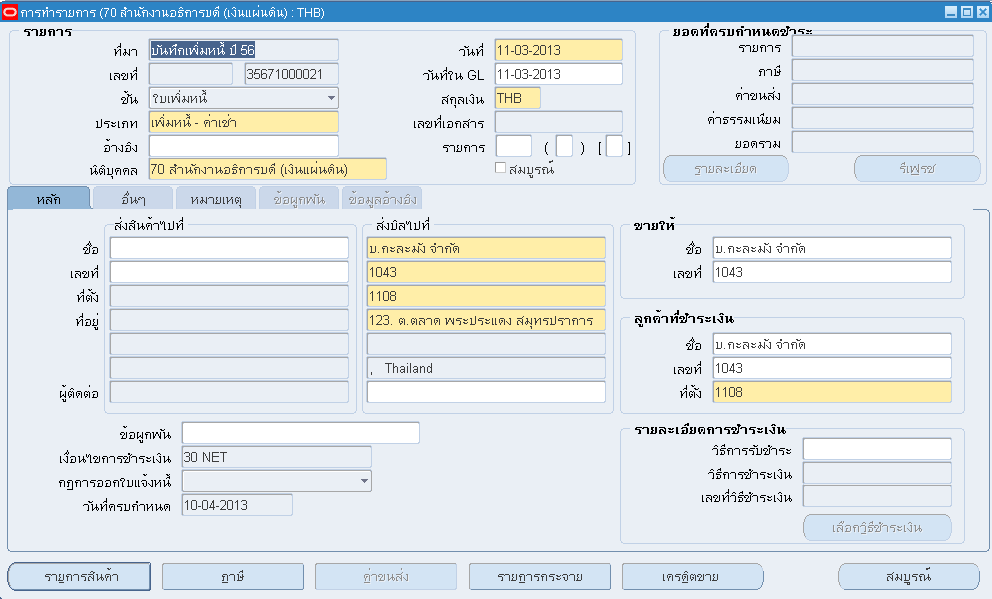 การทำรายการ (70 สำนักงานอธิการบดี (เงินแผ่นดิน) : THB)
รายการ
ที่มา บันทึกเพิ่มหนี้ ปี 56
เลขที่ 35671000021
ชั้น ใบเพิ่มหนี้
ประเภท เพิ่มหนี้ - ค่าเช่า
อ้างอิง
นิติบุคคล 70 สำนักงานอธิการบดี (เงินแผ่นดิน)
วันที่ 11-03-2013
วันที่ใน GL 11-03-2013
สกุลเงิน THB
เลขที่เอกสาร
รายการ ( ) [ ]
สมบูรณ์
ยอดที่ครบกำหนดชำระ
รายการ
ภาษี
ค่าขนส่ง
ค่าธรรมเนียม
ยอดรวม
รายละเอียด รีเฟรช
หลัก อื่นๆ หมายเหตุ ข้อผูกพัน ข้อมูลอ้างอิง
ส่งสินค้าไปที่
ชื่อ
เลขที่
ที่ตั้ง
ที่อยู่
ผู้ติดต่อ
ส่งบิลไปที่
บ.กะละมัง จำกัด
1043
1108
123. ต.ตลาด พระประแดง สมุทรปราการ
, Thailand
ขายให้
ชื่อ บ.กะละมัง จำกัด
เลขที่ 1043
ลูกค้าที่ชำระเงิน
ชื่อ บ.กะละมัง จำกัด
เลขที่ 1043
ที่ตั้ง 1108
ข้อผูกพัน
เงื่อนไขการชำระเงิน 30 NET
กฎการออกใบแจ้งหนี้
วันที่ครบกำหนด 10-04-2013
รายละเอียดการชำระเงิน
วิธีการรับชำระ
วิธีการชำระเงิน
เลขที่วิธีชำระเงิน
เลือกวิธีชำระเงิน
รายการสินค้า ภาษี ค่าขนส่ง รายการกระจาย เครดิตขาย สมบูรณ์